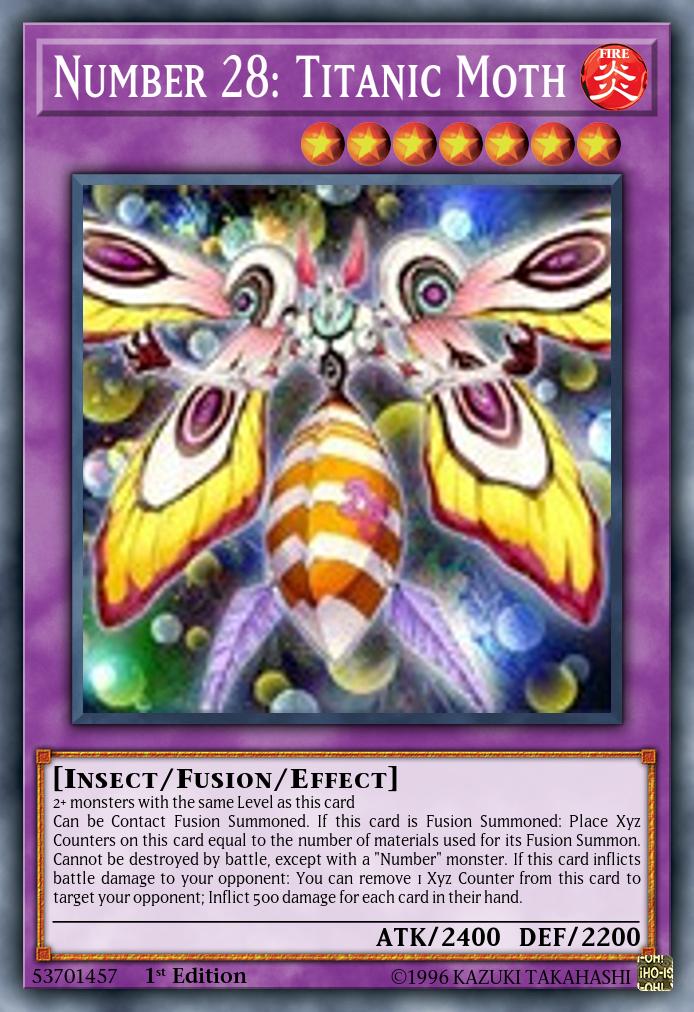 Number 28: Titanic Moth
FIRE
炎
[Insect/Fusion/Effect]
2+ monsters with the same Level as this card
Can be Contact Fusion Summoned. If this card is Fusion Summoned: Place Xyz
Counters on this card equal to the number of materials used for its Fusion Summon.
Cannot be destroyed by battle, except with a "Number" monster. If this card inflicts
battle damage to your opponent: You can remove 1 Xyz Counter from this card to
target your opponent; Inflict 500 damage for each card in their hand.
ATK/2400 DEF/2200
53701457 1st Edition ©1996 KAZUKI TAKAHASHI